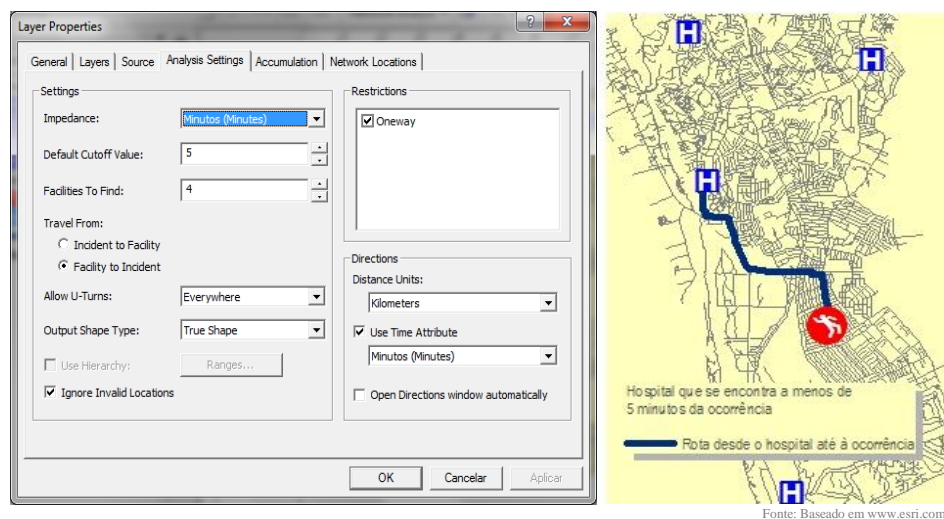 Layer Properties
General
Layers
Source
Analysis Settings
Accumulation
Network Locations
Settings
Impedance:
Minutos (Minutes)
Default Cutoff Value:
5
Facilities To Find:
4
Travel From:
Incident to Facility
Facility to Incident
Allow U-Turns:
Everywhere
Output Shape Type:
True Shape
Use Hierarchy:
Ranges...
Ignore Invalid Locations
Restrictions
Oneway
Directions
Distance Units:
Kilometers
Use Time Attribute
Minutos (Minutes)
Open Directions window automatically
OK
Cancelar
Aplicar
H
H
H
Hospital que se encontra a menos de
5 minutos da ocorrência
Rota desde o hospital até à ocorrência
H
Fonte: Baseado em www.esri.com